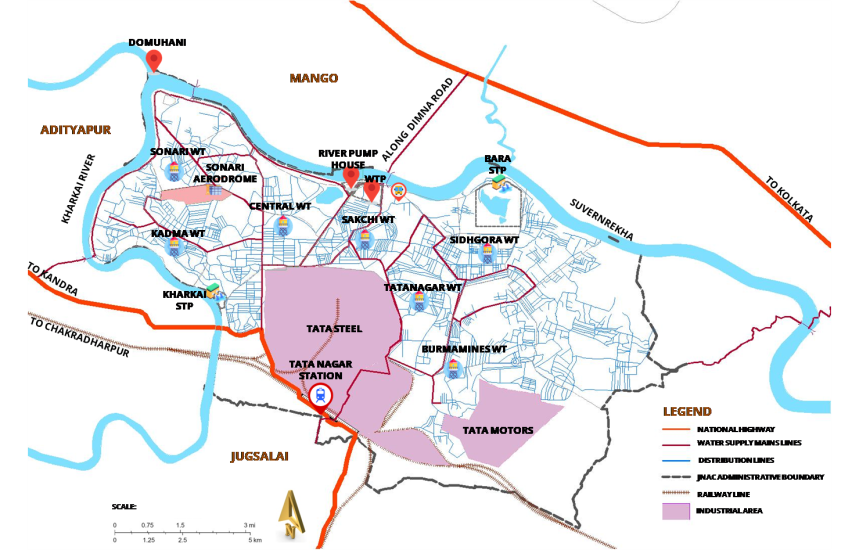 DOMUHANI
MANGO
ADITYAPUR
ALONG DIMNA ROAD
SONARI WT
SONARI
AERODROME
RIVER PUMP
HOUSE
WTP
BARA
STP
KHARKAI RIVER
CENTRAL WT
SAKCHI WT
TO KOLKATA
SUVERNREKHA
KADMA WT
SIDHGORA WT
TO KANDRA
KHARKAI
STP
TATANAGAR WT
TO CHAKRADHARPUR
TATA STEEL
BURMAMINES WT
TATA NAGAR
STATION
TATA MOTORS
JUGSALAI
LEGEND
NATIONAL HIGHWAY
WATER SUPPLY MAINS LINES
DISTRIBUTION LINES
JNAC ADMINISTRATIVE BOUNDARY
RAILWAY LINE
INDUSTRIAL AREA
SCALE:
0 0.75 1.5 3 mi
0 1.25 2.5 5 km
N